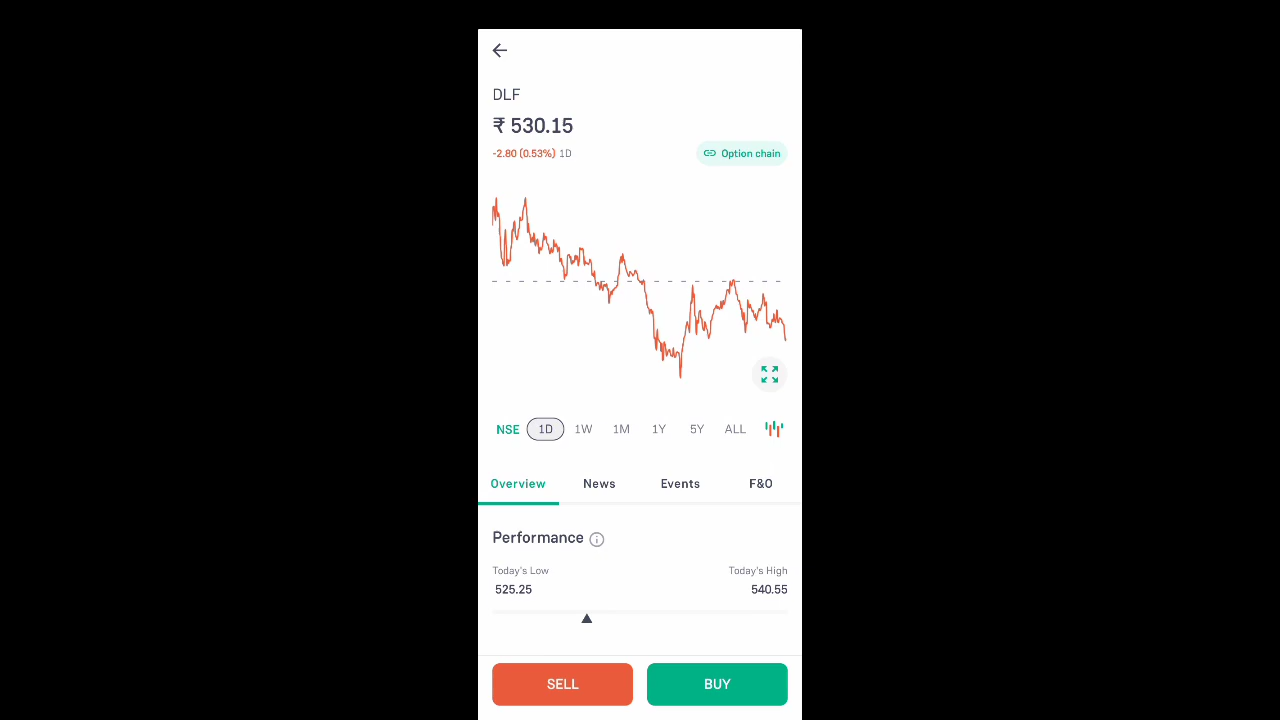 DLF
₹ 530.15
-2.80 (0.53%) 1D
Option chain
NSE 1D 1W 1M 1Y 5Y ALL
Overview News Events F&O
Performance
Today's Low Today's High
525.25 540.55
SELL BUY